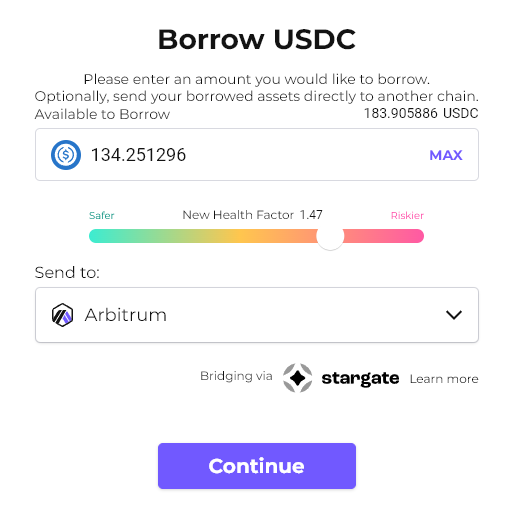 Borrow USDC
Please enter an amount you would like to borrow.
Optionally, send your borrowed assets directly to another chain.
Available to Borrow 183.905886 USDC
134.251296 MAX
Safer New Health Factor 1.47 Riskier
Send to:
Arbitrum
Bridging via stargate Learn more
Continue